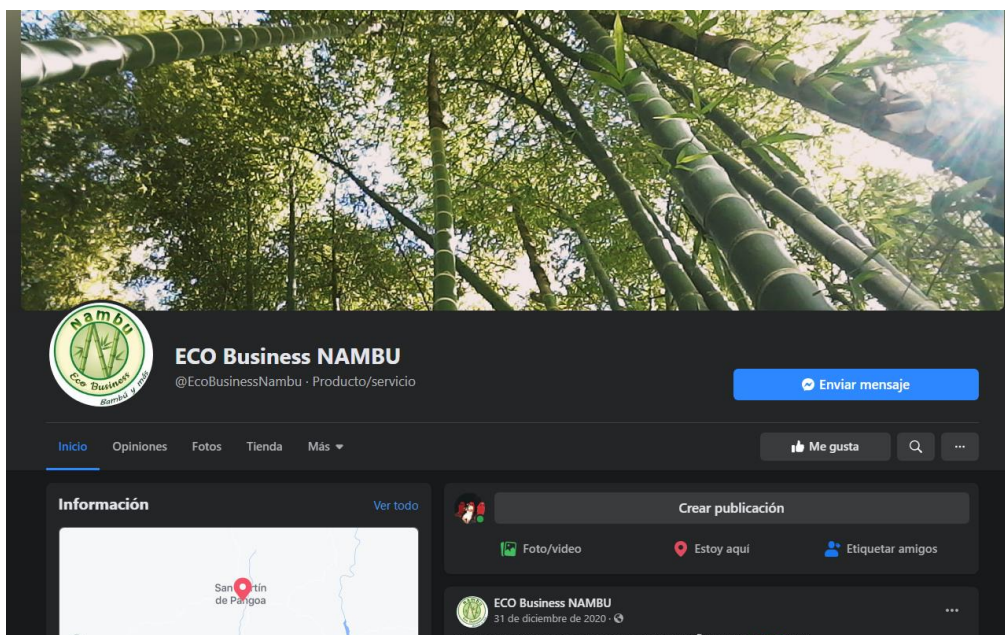 Nambu
Eco Business
Bambú y más
ECO Business NAMBU
@EcoBusinessNambu · Producto/servicio
Enviar mensaje
Inicio Opiniones Fotos Tienda Más
Me gusta
Información Ver todo
San Martín
de Pangoa
Crear publicación
Foto/video Estoy aquí Etiquetar amigos
ECO Business NAMBU
31 de diciembre de 2020 ·